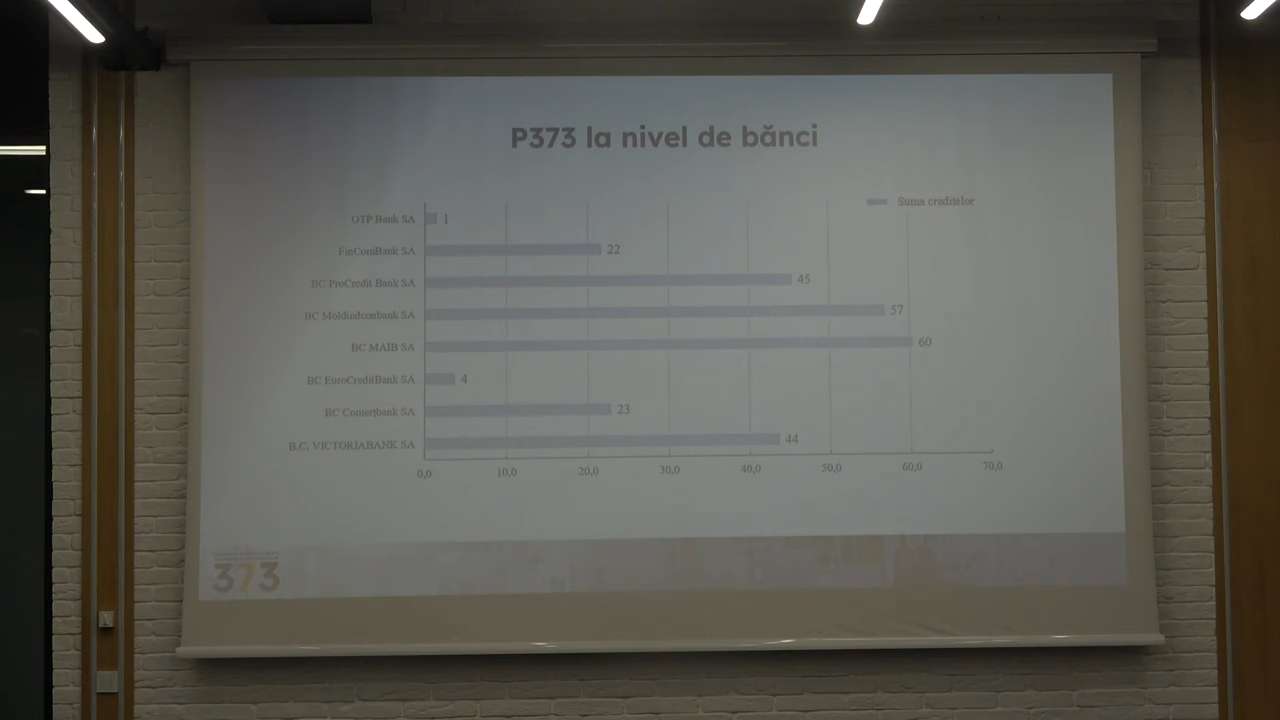 P373 la nivel de bănci
Suma creditelor
OTP Bank SA 1
FinComBank SA 22
BC ProCredit Bank SA 45
BC Moldindconbank SA 57
BC MAIB SA 60
BC EuroCreditBank SA 4
BC Comerțbank SA 23
B.C. VICTORIABANK SA 44
0,0 10,0 20,0 30,0 40,0 50,0 60,0 70,0
373